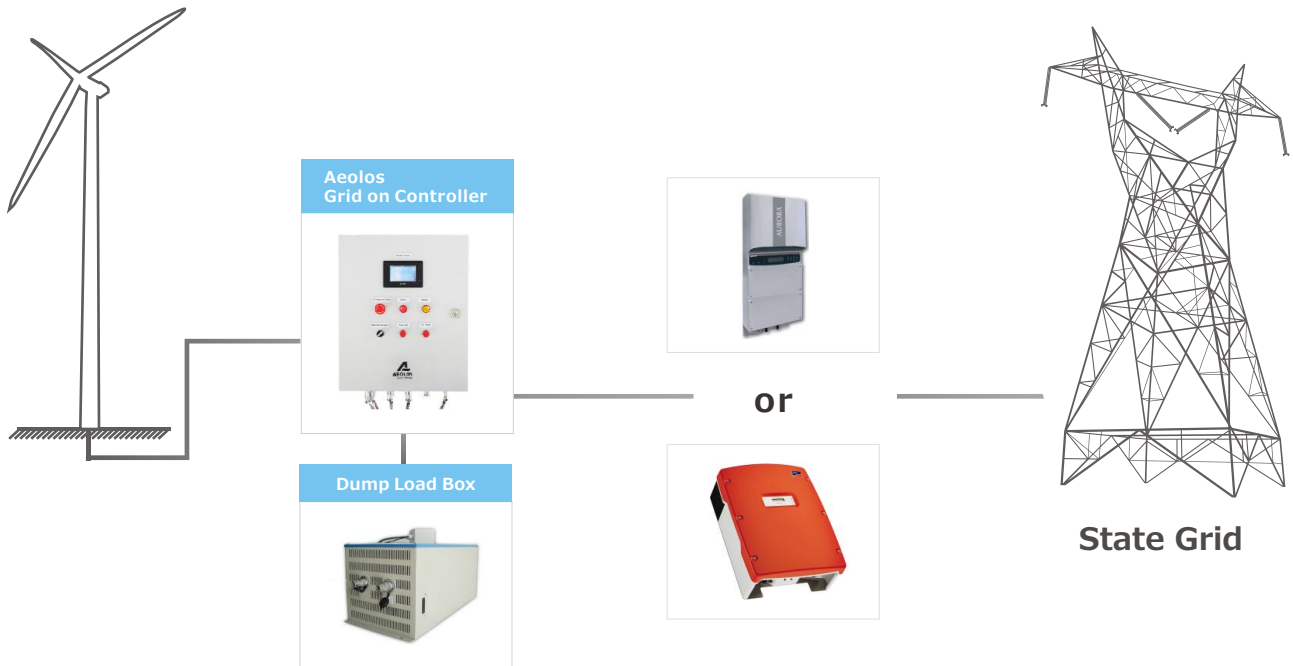 Aeolos
Grid on Controller
AEOLOS
Dump Load Box
AURORA
or
State Grid